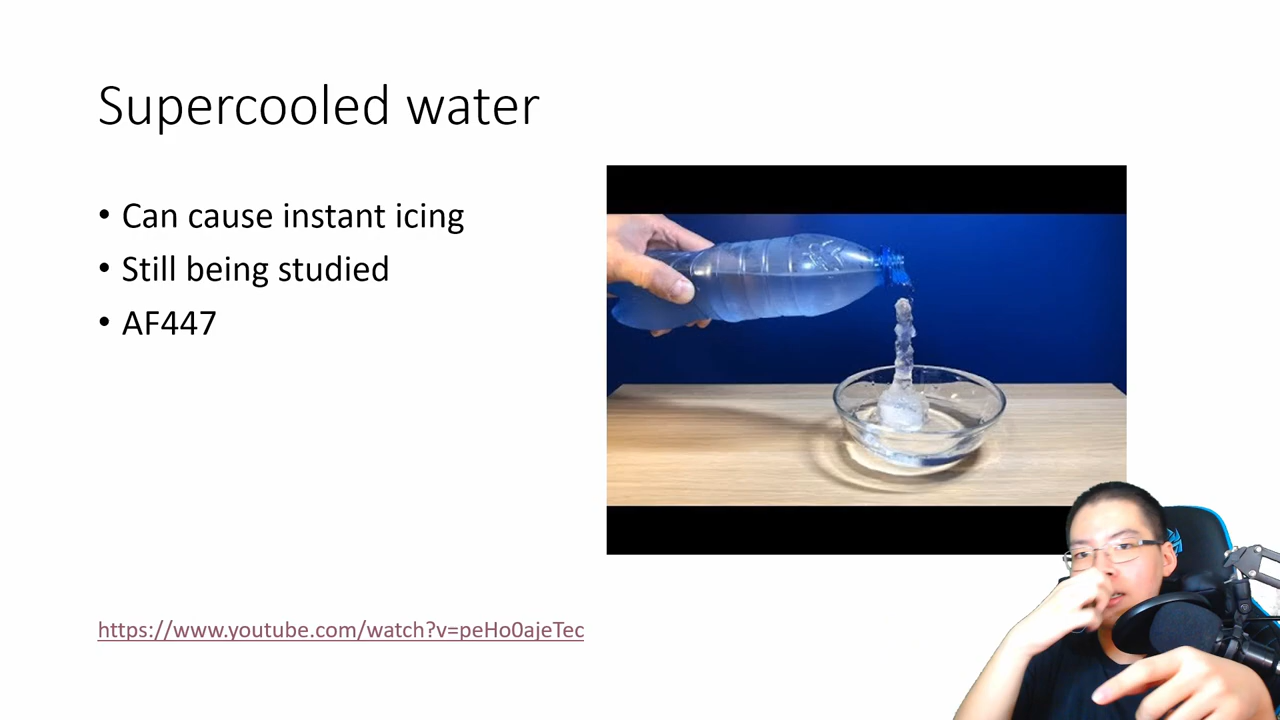 Supercooled water
• Can cause instant icing
• Still being studied
• AF447
https://www.youtube.com/watch?v=peHo0ajeTec